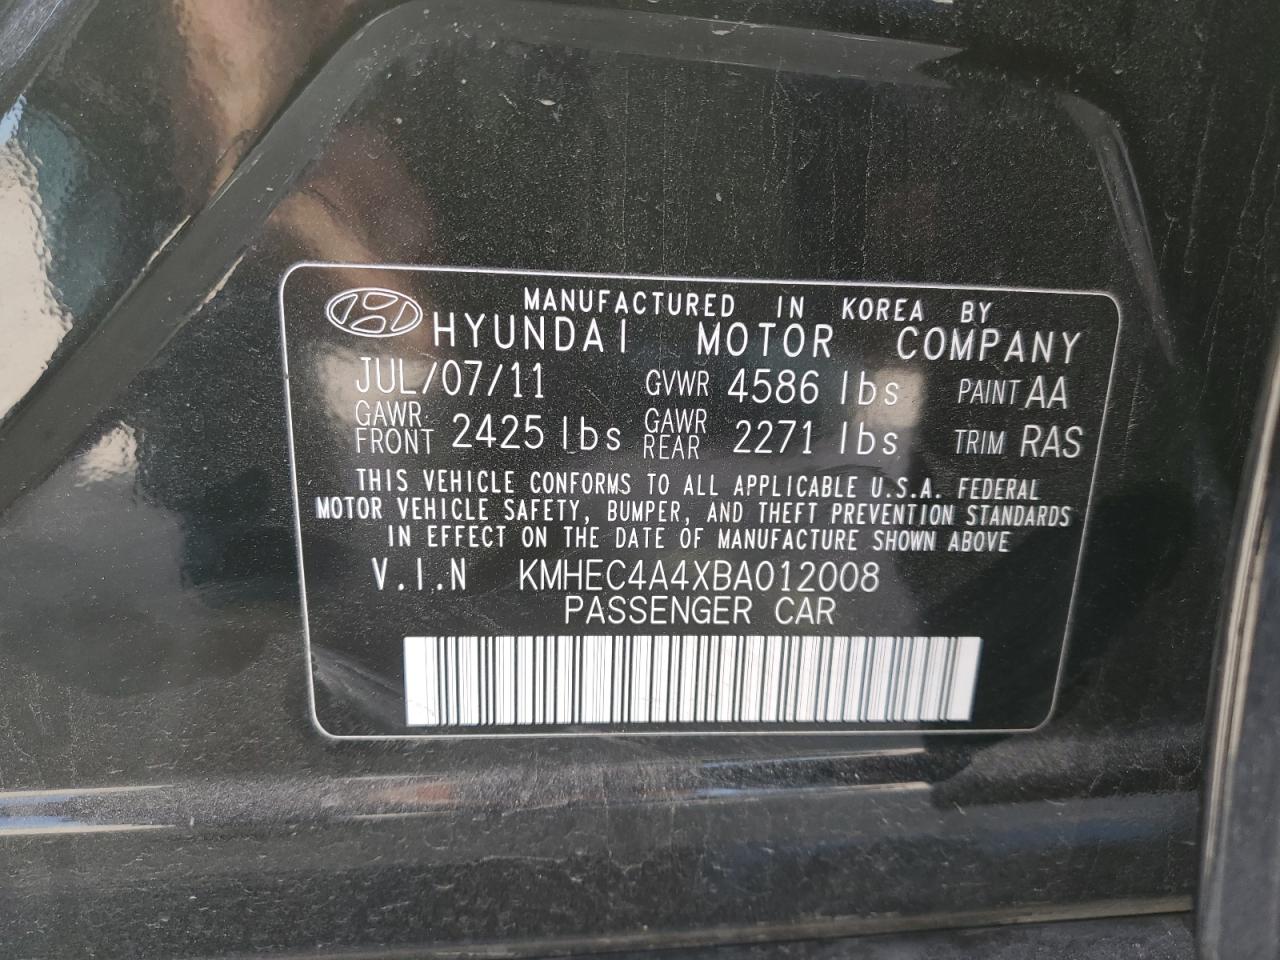 MANUFACTURED IN KOREA BY
HYUNDAI MOTOR COMPANY
JUL/07/11 GVWR 4586 lbs PAINT AA
GAWR FRONT 2425 lbs GAWR REAR 2271 lbs TRIM RAS
THIS VEHICLE CONFORMS TO ALL APPLICABLE U.S.A. FEDERAL
MOTOR VEHICLE SAFETY, BUMPER, AND THEFT PREVENTION STANDARDS
IN EFFECT ON THE DATE OF MANUFACTURE SHOWN ABOVE
V.I.N KMHEC4A4XBA012008
PASSENGER CAR